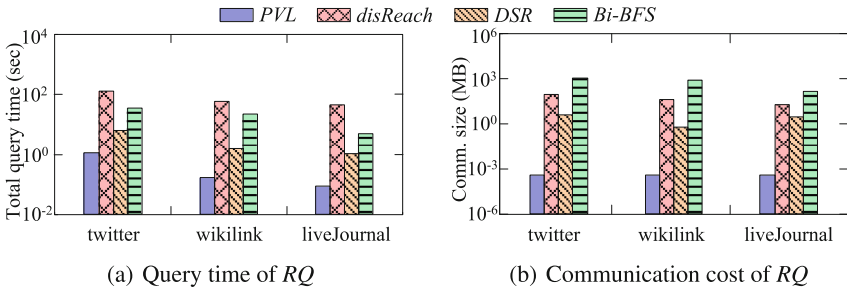 PVL disReach DSR Bi-BFS
Total query time (sec)
10^4
10^2
10^0
10^-2
twitter wikilink liveJournal
(a) Query time of RQ
Comm. size (MB)
10^6
10^3
10^0
10^-3
10^-6
twitter wikilink liveJournal
(b) Communication cost of RQ